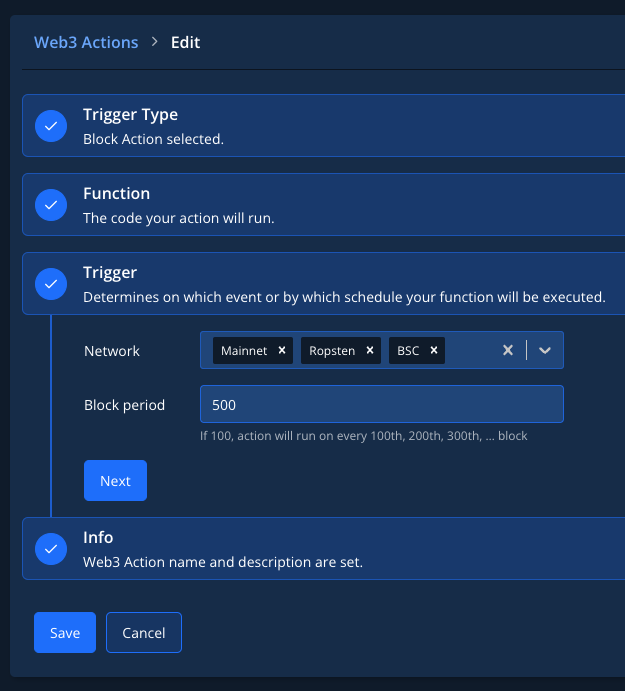 Web3 Actions > Edit
Trigger Type
Block Action selected.
Function
The code your action will run.
Trigger
Determines on which event or by which schedule your function will be executed.
Network Mainnet × Ropsten × BSC ×
Block period 500
If 100, action will run on every 100th, 200th, 300th, ... block
Next
Info
Web3 Action name and description are set.
Save Cancel